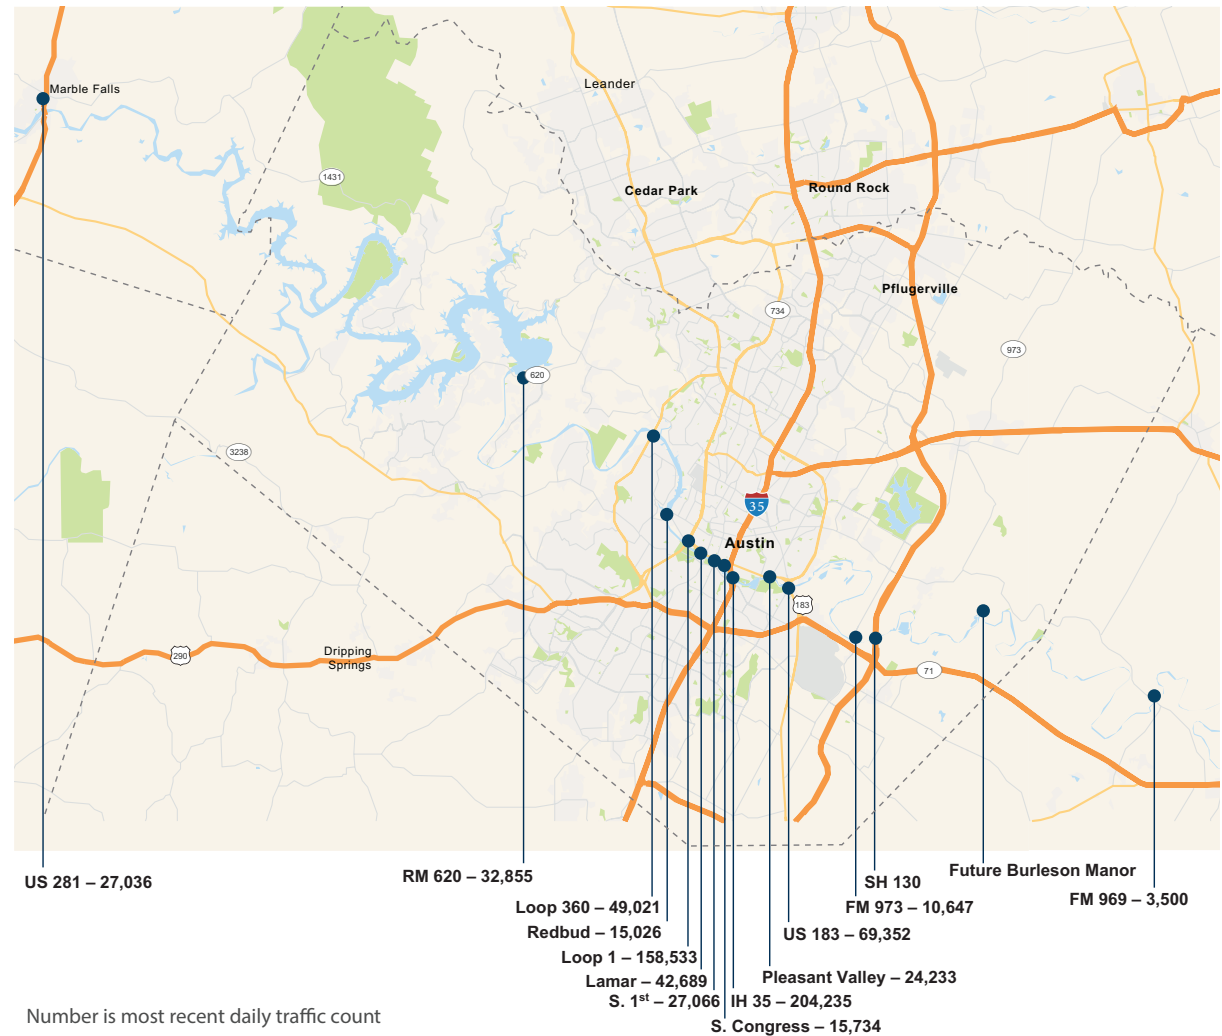 Marble Falls
Leander
1431
Cedar Park
Round Rock
Pflugerville
734
973
620
3238
35
Austin
183
290
Dripping
Springs
71
US 281 – 27,036
RM 620 – 32,855
Loop 360 – 49,021
Redbud – 15,026
Loop 1 – 158,533
Lamar – 42,689
S. 1st – 27,066
IH 35 – 204,235
S. Congress – 15,734
Pleasant Valley – 24,233
US 183 – 69,352
FM 973 – 10,647
SH 130
Future Burleson Manor
FM 969 – 3,500
Number is most recent daily traffic count